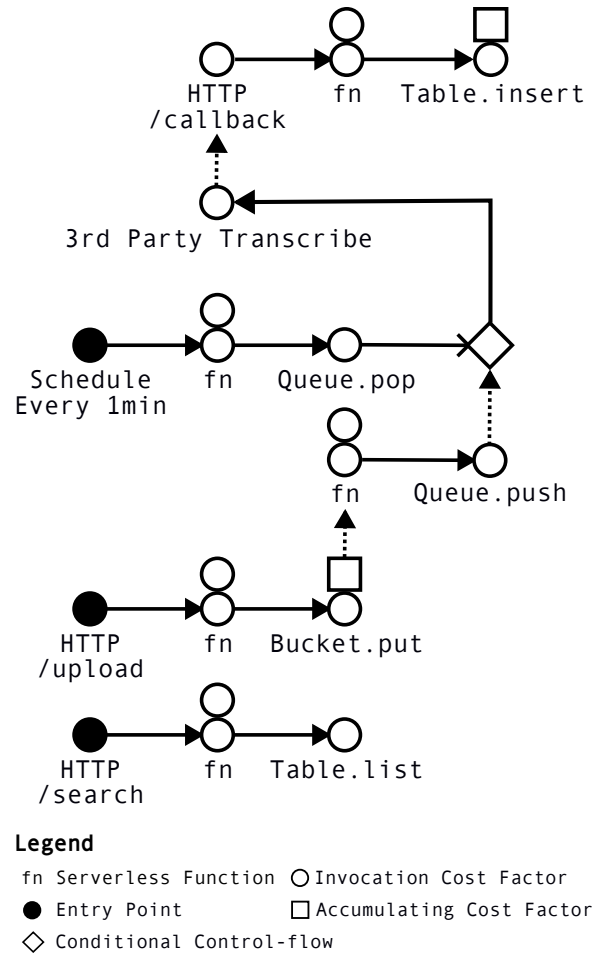 fn Table.insert
HTTP
/callback
3rd Party Transcribe
Schedule
Every 1min
fn Queue.pop
fn Queue.push
HTTP
/upload
fn Bucket.put
HTTP
/search
fn Table.list
Legend
fn Serverless Function
Invocation Cost Factor
Entry Point
Accumulating Cost Factor
Conditional Control-flow